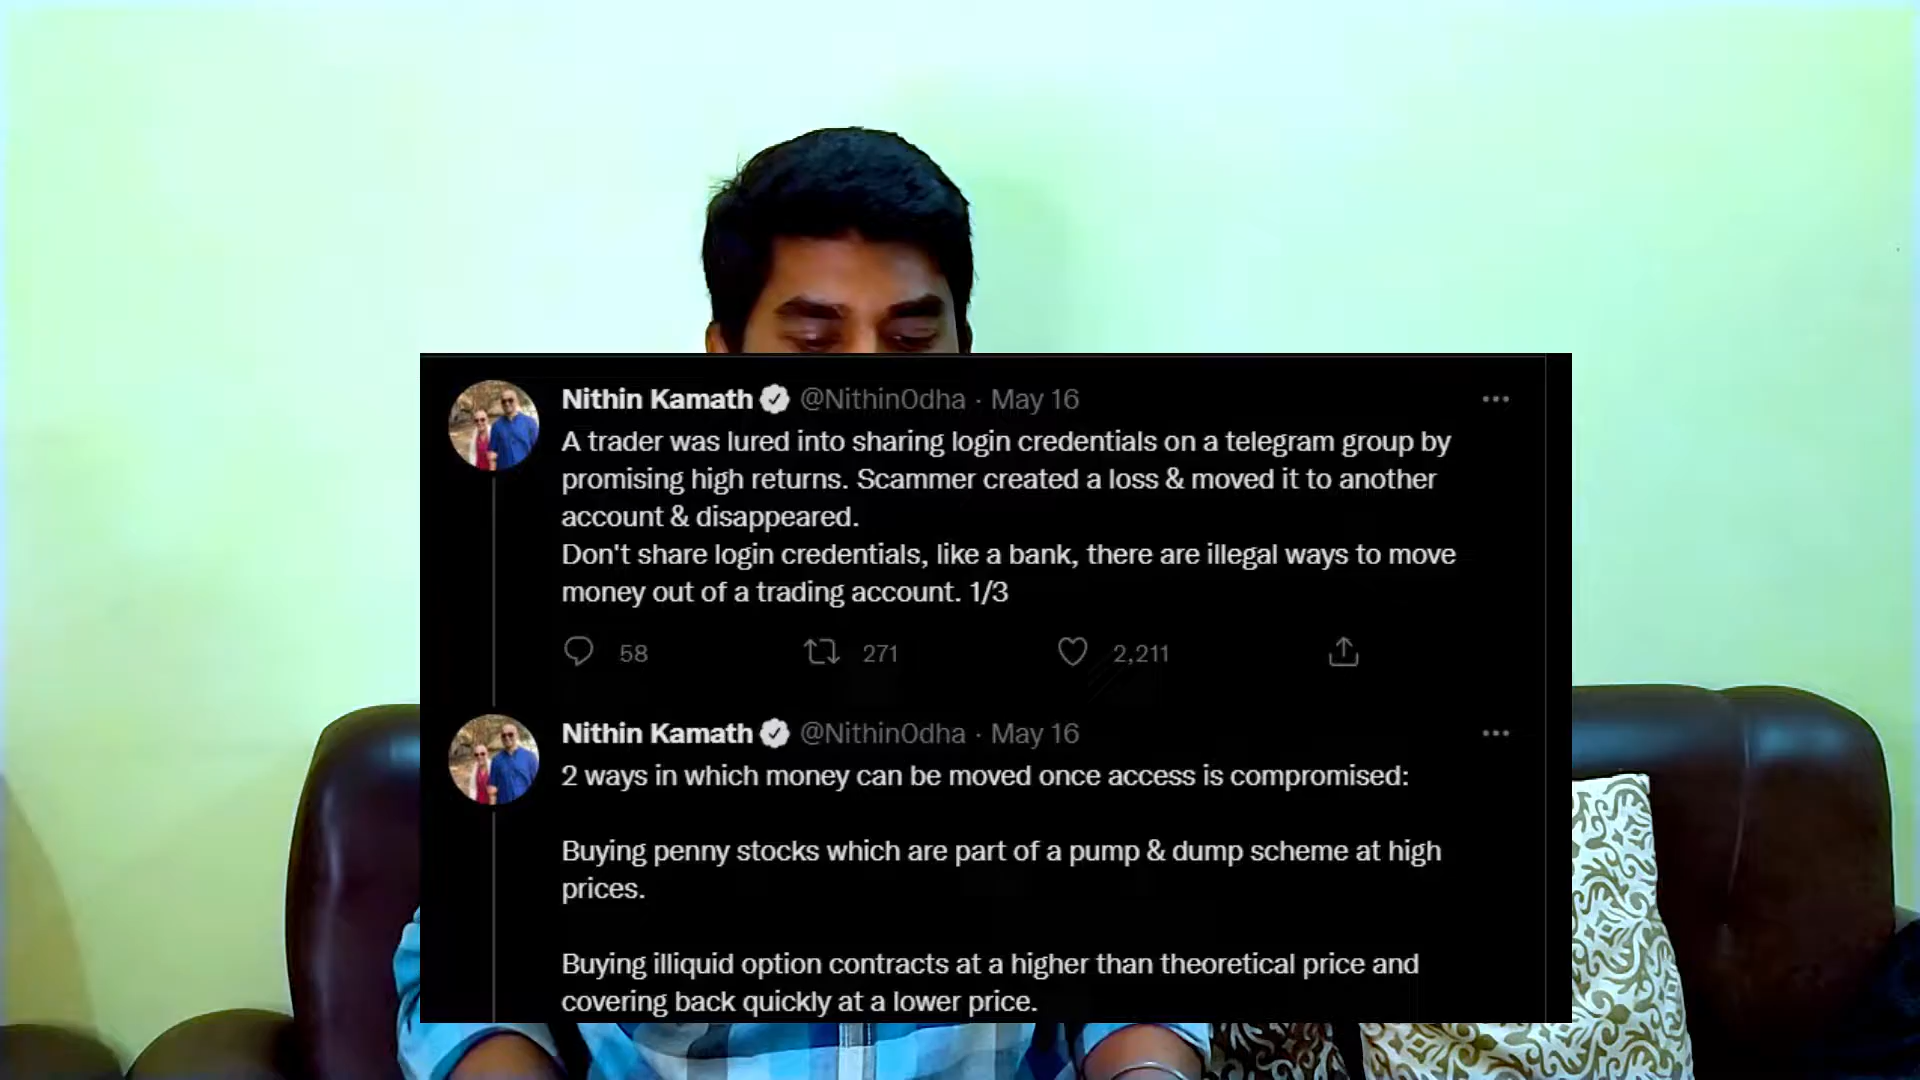 Nithin Kamath @Nithin0dha · May 16
A trader was lured into sharing login credentials on a telegram group by
promising high returns. Scammer created a loss & moved it to another
account & disappeared.
Don't share login credentials, like a bank, there are illegal ways to move
money out of a trading account. 1/3
58 271 2,211
Nithin Kamath @Nithin0dha · May 16
2 ways in which money can be moved once access is compromised:
Buying penny stocks which are part of a pump & dump scheme at high
prices.
Buying illiquid option contracts at a higher than theoretical price and
covering back quickly at a lower price.